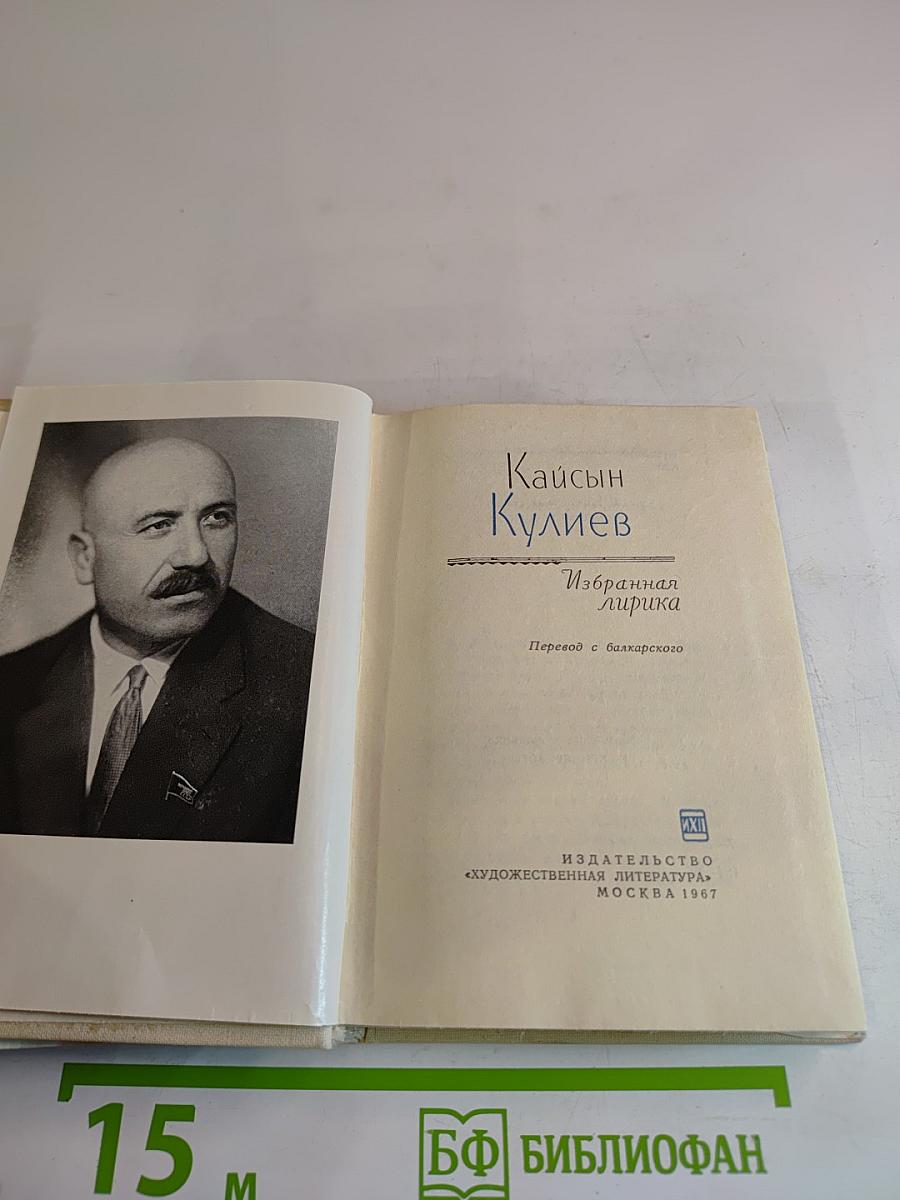 Кайсын
Кулиев
Избранная
лирика
Перевод с балкарского
ИХЛ
ИЗДАТЕЛЬСТВО
«ХУДОЖЕСТВЕННАЯ ЛИТЕРАТУРА»
МОСКВА 1967
15 м
БФ БИБЛИОФАН